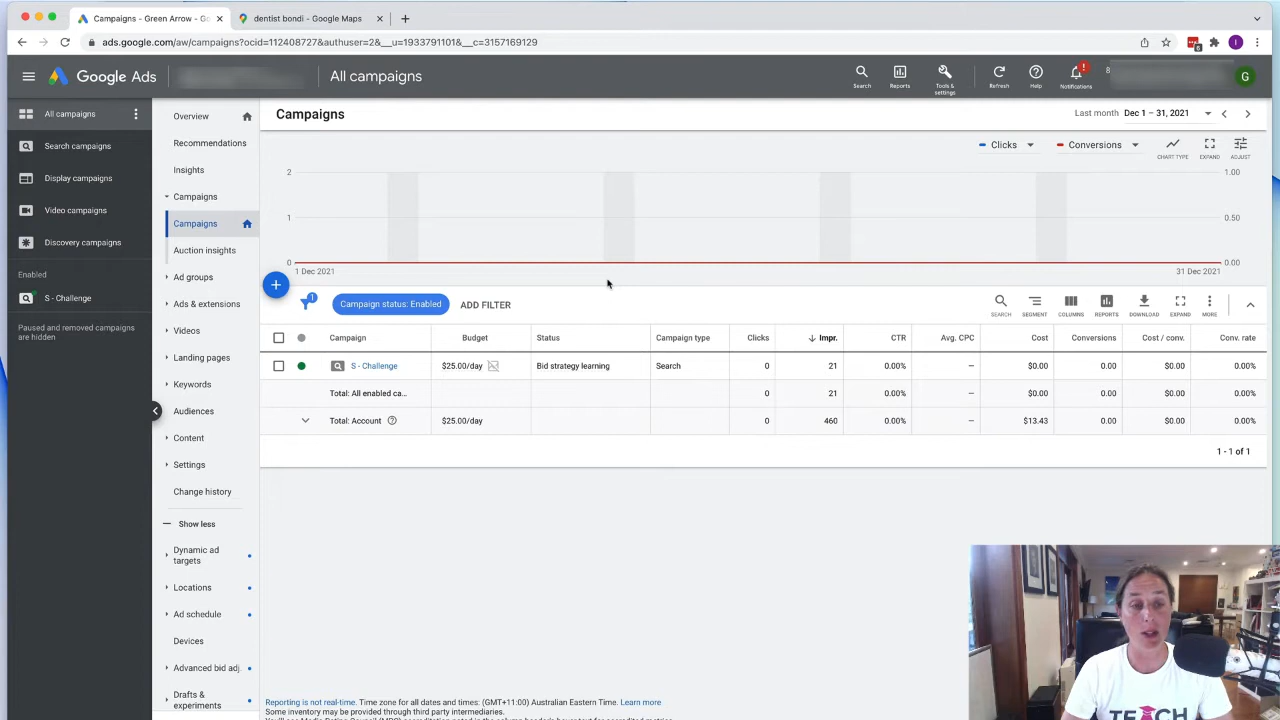 Campaigns - Green Arrow - Go
dentist bondi - Google Maps
ads.google.com/aw/campaigns?ocid=112408727&authuser=2&__u=1933791101&__c=3157169129
6
I
Google Ads
All campaigns
Search
Reports
Tools & settings
Refresh
Help
Notifications
!
8
G
All campaigns
Search campaigns
Display campaigns
Video campaigns
Discovery campaigns
Enabled
S - Challenge
Paused and removed campaigns
are hidden
Overview
Recommendations
Insights
Campaigns
Campaigns
Auction insights
Ad groups
Ads & extensions
Videos
Landing pages
Keywords
Audiences
Content
Settings
Change history
Show less
Dynamic ad
targets
Locations
Ad schedule
Devices
Advanced bid adj.
Drafts &
experiments
Campaigns
Last month Dec 1 – 31, 2021
Clicks
Conversions
CHART TYPE
EXPAND
ADJUST
2
1.00
1
0.50
0
0.00
1 Dec 2021
31 Dec 2021
1
Campaign status: Enabled
ADD FILTER
SEARCH
SEGMENT
COLUMNS
REPORTS
DOWNLOAD
EXPAND
MORE
Campaign Budget Status Campaign type Clicks Impr. CTR Avg. CPC Cost Conversions Cost / conv. Conv. rate
S - Challenge $25.00/day Bid strategy learning Search 0 21 0.00% – $0.00 0.00 $0.00 0.00%
Total: All enabled ca... 0 21 0.00% – $0.00 0.00 $0.00 0.00%
Total: Account $25.00/day 0 460 0.00% – $13.43 0.00 $0.00 0.00%
1 - 1 of 1
Reporting is not real-time. Time zone for all dates and times: (GMT+11:00) Australian Eastern Time. Learn more
Some inventory may be provided through third party intermediaries.
TEACH